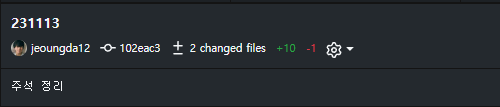 231113
jeoungda12 102eac3 2 changed files +10 -1
주석 정리